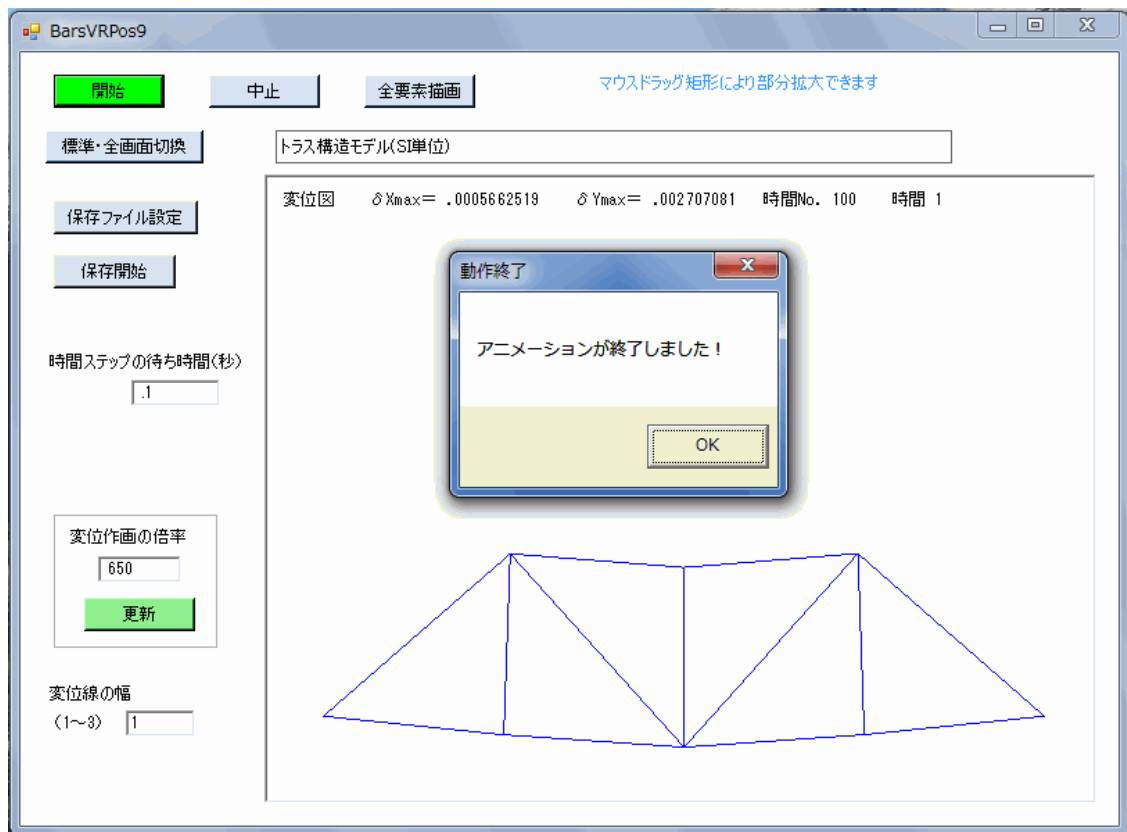 BarsVRPos9
開始
中止
全要素描画
マウスドラッグ矩形により部分拡大できます
標準・全画面切換
トラス構造モデル(SI単位)
保存ファイル設定
保存開始
変位図 δXmax＝ .0005662519 δYmax＝ .002707081 時間No. 100 時間 1
動作終了
アニメーションが終了しました！
OK
時間ステップの待ち時間(秒)
.1
変位作画の倍率
650
更新
変位線の幅
(1～3) 1